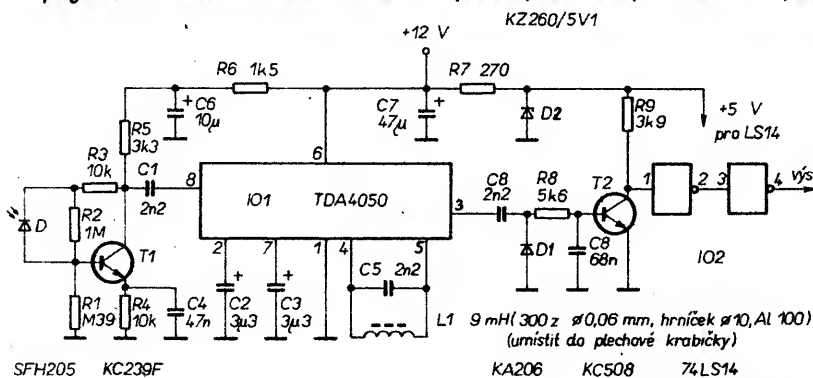 KZ260/5V1
+12 V
R6 1k5
R7 270
+
C6
10µ
C7
47µ
+
D2
R9
3k9
+5 V
pro LS14
R5
3k3
R3
10k
C1
2n2
8
6
IO1 TDA4050
3
C8
2n2
R8
5k6
T2
1
2
3
4
výs
D
R2
1M
T1
2
7
1
4
5
D1
C8
68n
IO2
R1
M39
R4
10k
C4
47n
+
C2
3µ3
+
C3
3µ3
C5 2n2
L1
9 mH (300 z ø 0,06 mm, hrníček ø10, Al 100)
(umístit do plechové krabičky)
SFH205 KC239F KA206 KC508 74LS14